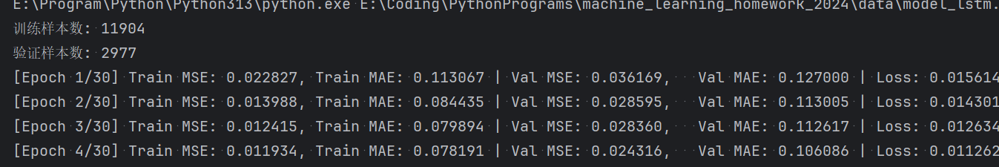 E:\Program\Python\Python313\python.exe E:\Coding\PythonPrograms\machine_learning_homework_2024\data\model_lstm.
训练样本数: 11904
验证样本数: 2977
[Epoch 1/30] Train MSE: 0.022827, Train MAE: 0.113067 | Val MSE: 0.036169,   Val MAE: 0.127000 | Loss: 0.015614
[Epoch 2/30] Train MSE: 0.013988, Train MAE: 0.084435 | Val MSE: 0.028595,   Val MAE: 0.113005 | Loss: 0.014301
[Epoch 3/30] Train MSE: 0.012415, Train MAE: 0.079894 | Val MSE: 0.028360,   Val MAE: 0.112617 | Loss: 0.012634
[Epoch 4/30] Train MSE: 0.011934, Train MAE: 0.078191 | Val MSE: 0.024316,   Val MAE: 0.106086 | Loss: 0.011262